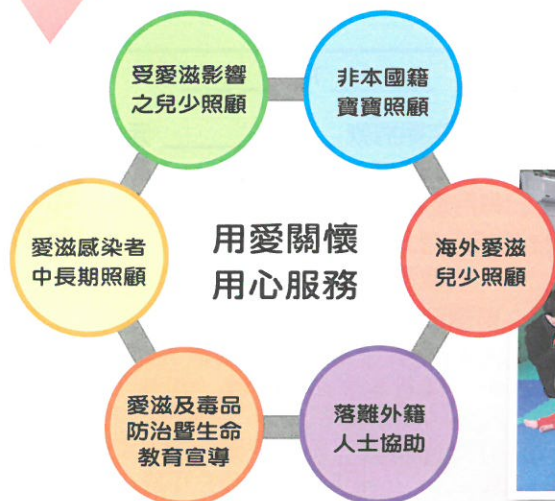 受愛滋影響
之兒少照顧
非本國籍
寶寶照顧
愛滋感染者
中長期照顧
用愛關懷
用心服務
海外愛滋
兒少照顧
愛滋及毒品
防治暨生命
教育宣導
落難外籍
人士協助